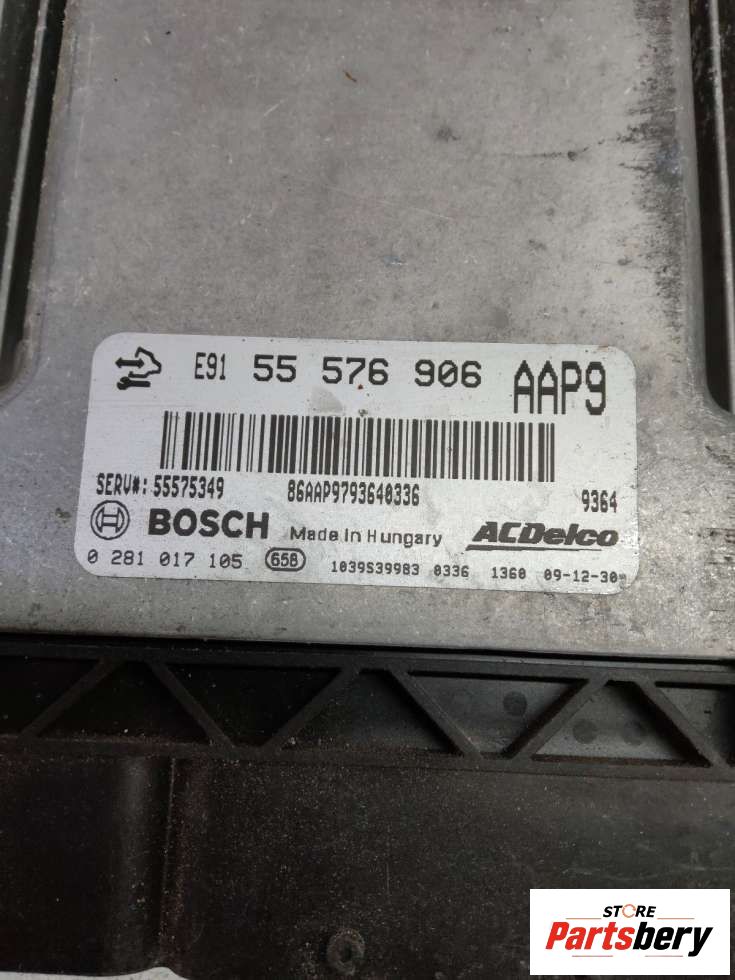 E91 55 576 906 AAP9
SERV#: 55575349 86AAP9793640336 9364
BOSCH Made in Hungary ACDelco
0 281 017 105 658 1039S39983 0336 1360 09-12-30
STORE
Partsbery